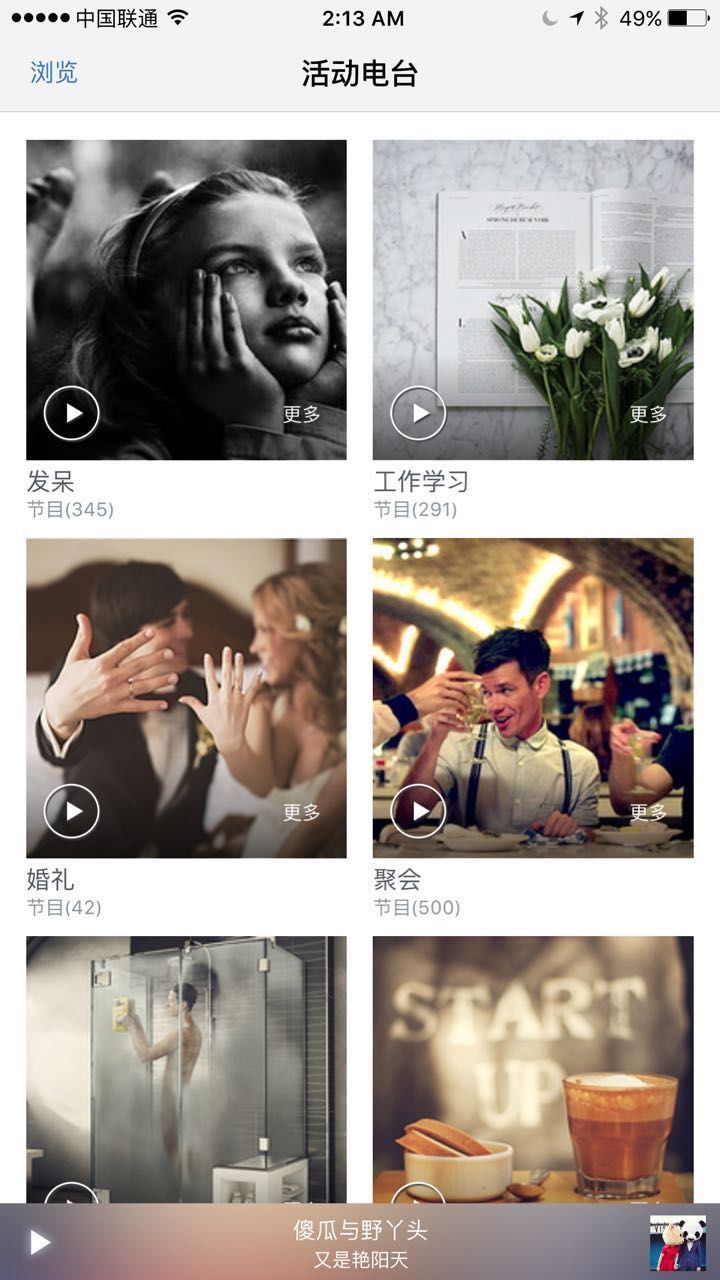 中国联通 2:13 AM 49%
浏览 活动电台
SIMONE DE BEAUVOIR
更多 更多
发呆 工作学习
节目(345) 节目(291)
更多 更多
婚礼 聚会
节目(42) 节目(500)
START
UP
傻瓜与野丫头
又是艳阳天